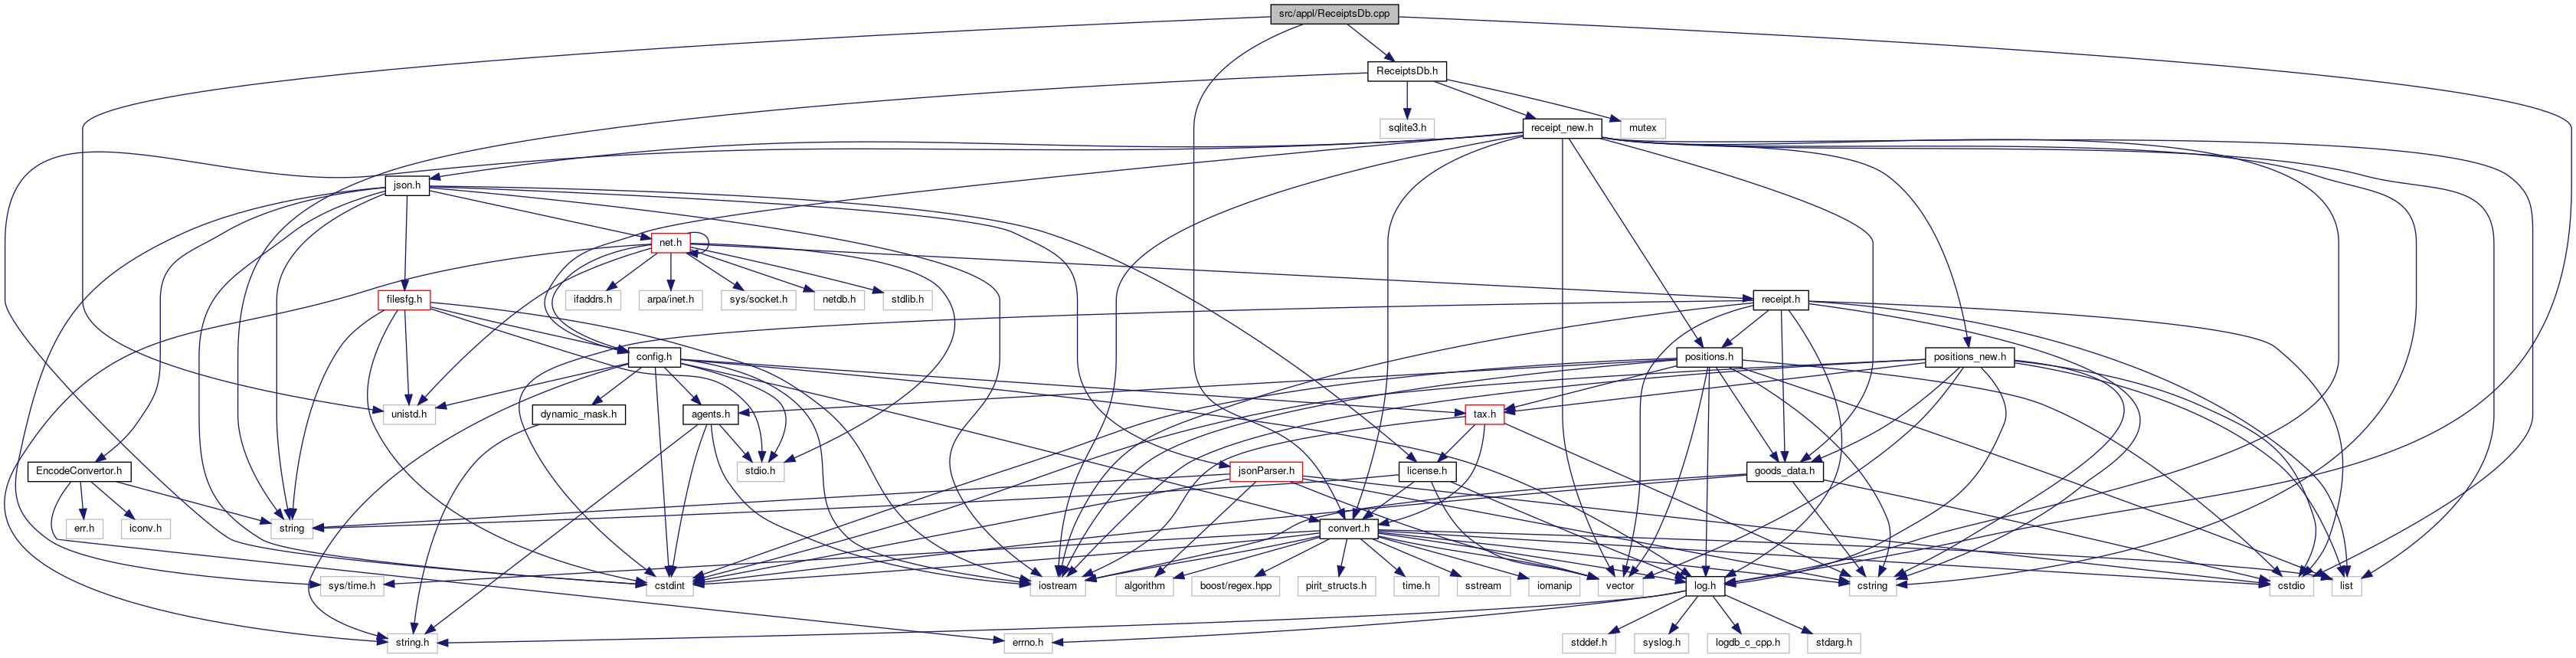 src/appl/ReceiptsDb.cpp
ReceiptsDb.h
sqlite3.h
receipt_new.h
mutex
json.h
net.h
filesfg.h
ifaddrs.h
arpa/inet.h
sys/socket.h
netdb.h
stdlib.h
receipt.h
config.h
positions.h
positions_new.h
unistd.h
dynamic_mask.h
agents.h
tax.h
EncodeConvertor.h
stdio.h
jsonParser.h
license.h
goods_data.h
err.h
iconv.h
string
convert.h
sys/time.h
cstdint
iostream
algorithm
boost/regex.hpp
pirit_structs.h
time.h
sstream
iomanip
vector
log.h
cstring
cstdio
list
string.h
errno.h
stddef.h
syslog.h
logdb_c_cpp.h
stdarg.h